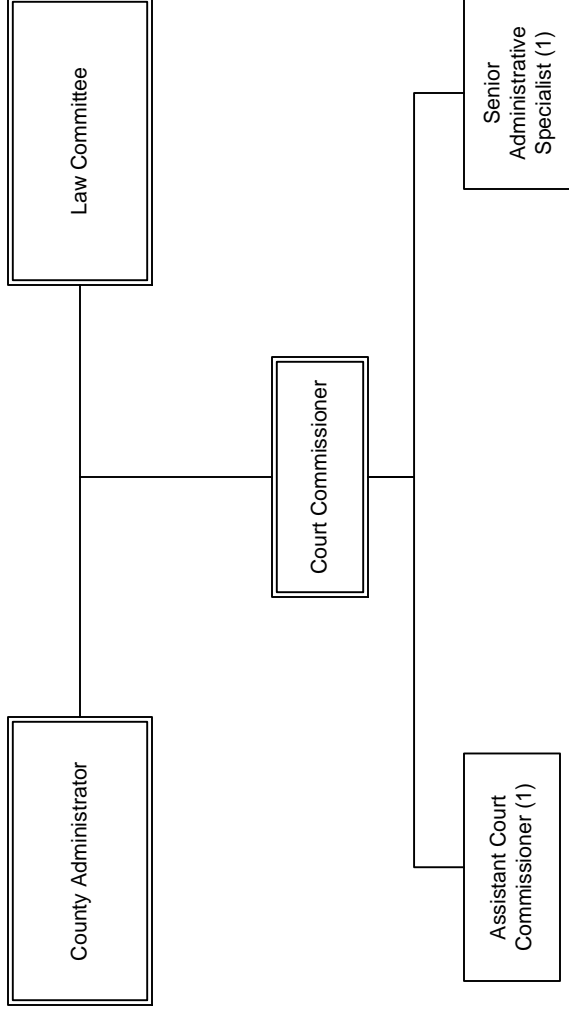 County Administrator
Law Committee
Court Commissioner
Assistant Court
Commissioner (1)
Senior
Administrative
Specialist (1)